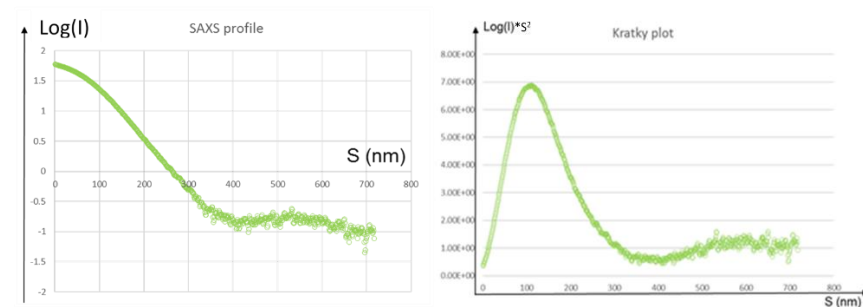 Log(I)
SAXS profile
2
1.5
1
0.5
0
-0.5
-1
-1.5
-2
0 100 200 300 400 500 600 700 800
S (nm)
Log(I)*S²
Kratky plot
8.00E+00
7.00E+00
6.00E+00
5.00E+00
4.00E+00
3.00E+00
2.00E+00
1.00E+00
0.00E+00
0 100 200 300 400 500 600 700 800
S (nm)